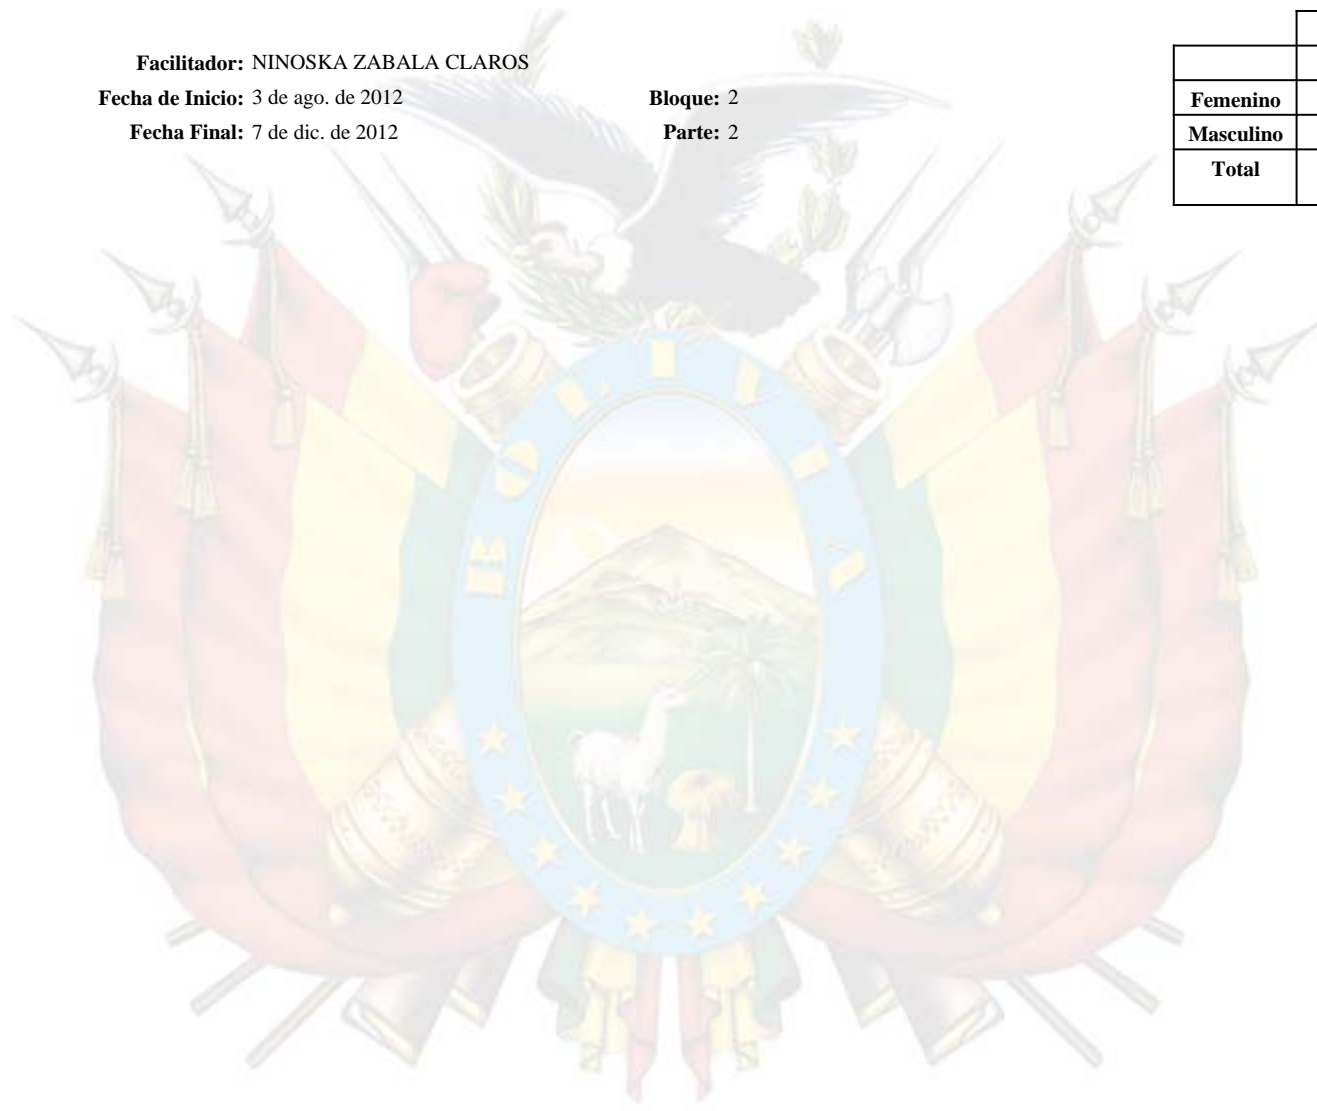 Facilitador: NINOSKA ZABALA CLAROS
Fecha de Inicio: 3 de ago. de 2012 Bloque: 2
Fecha Final: 7 de dic. de 2012 Parte: 2
Femenino
Masculino
Total
BOLIVIA